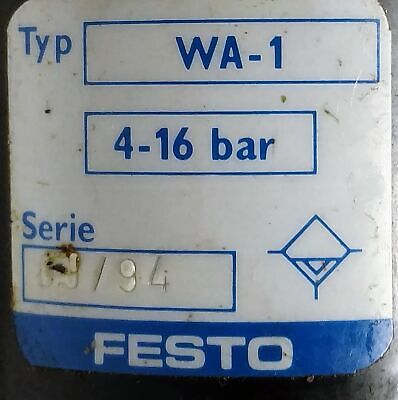 Typ WA-1
4-16 bar
Serie
/94
FESTO